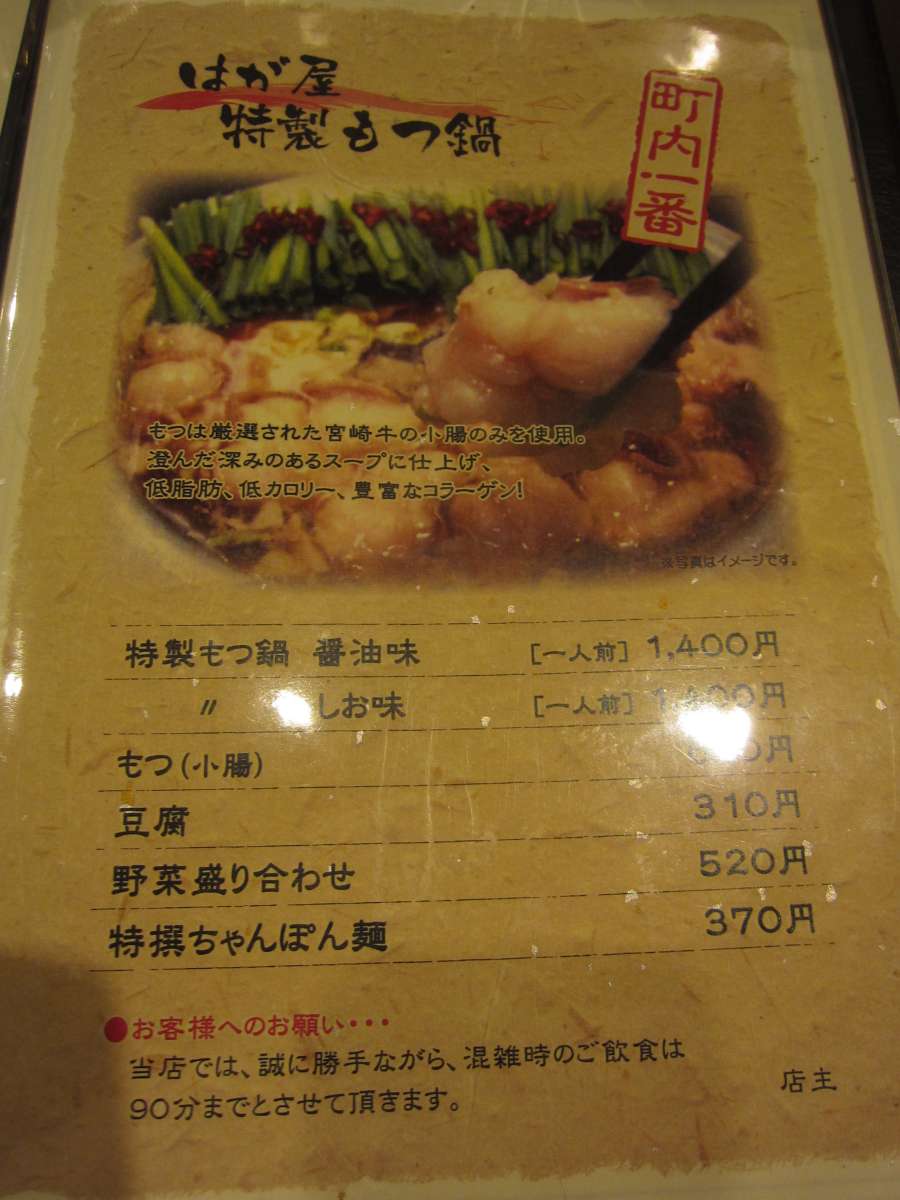 はが屋
特製もつ鍋
町内一番
もつは厳選された宮崎牛の小腸のみを使用。
澄んだ深みのあるスープに仕上げ、
低脂肪、低カロリー、豊富なコラーゲン!
※写真はイメージです。
特製もつ鍋 醤油味 [一人前] 1,400円
〃 しお味 [一人前] 1,400円
もつ(小腸) 円
豆腐 310円
野菜盛り合わせ 520円
特撰ちゃんぽん麺 370円
●お客様へのお願い・・・
当店では、誠に勝手ながら、混雑時のご飲食は
90分までとさせて頂きます。
店主